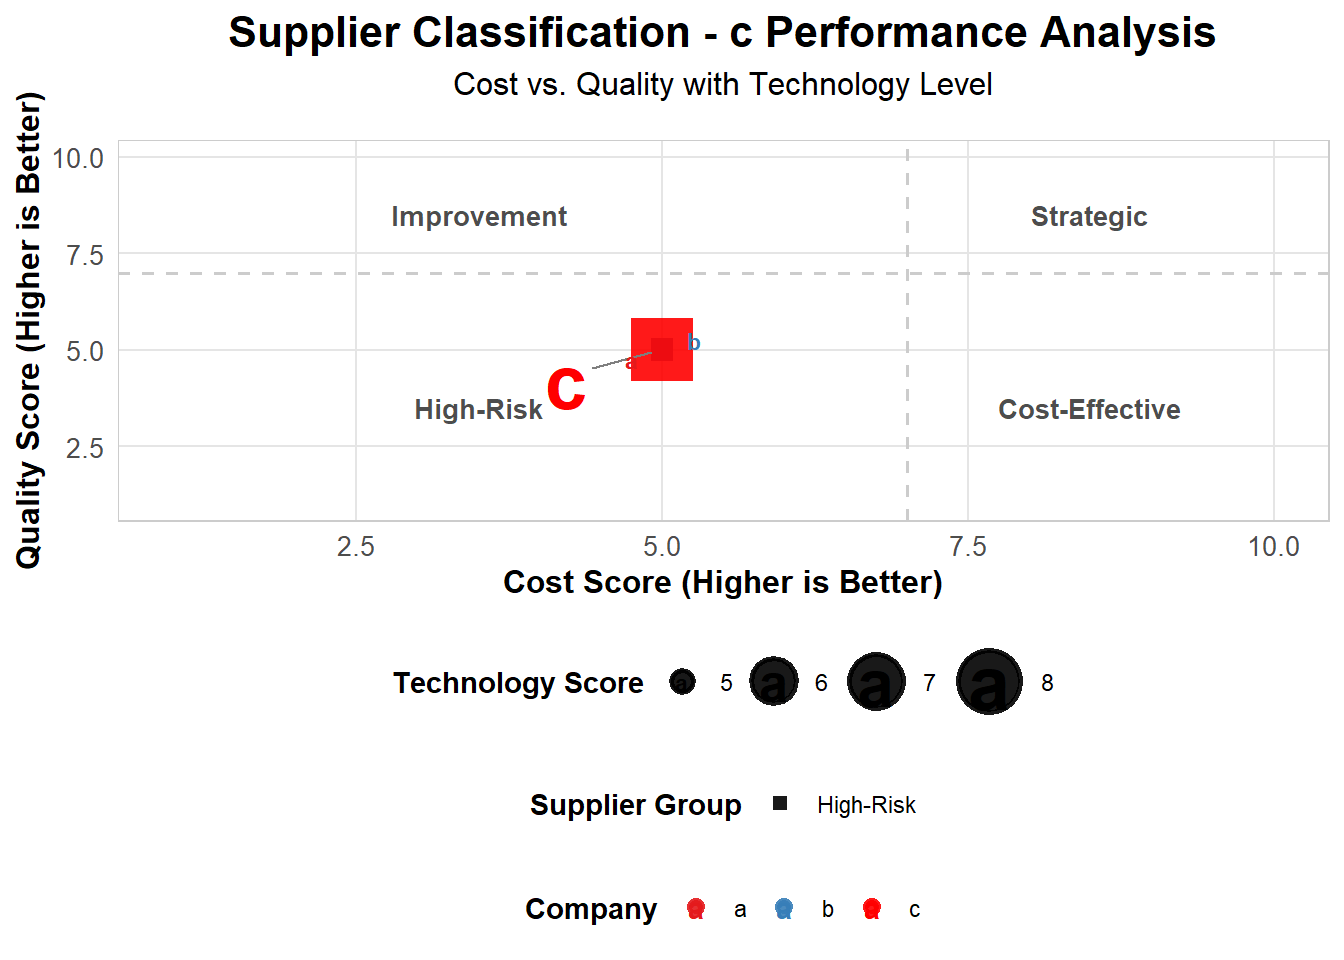 Supplier Classification - c Performance Analysis
Cost vs. Quality with Technology Level
Quality Score (Higher is Better)
10.0
7.5
5.0
2.5
Improvement
Strategic
b
a
c
High-Risk
Cost-Effective
2.5
5.0
7.5
10.0
Cost Score (Higher is Better)
Technology Score a 5 a 6 a 7 a 8
Supplier Group High-Risk
Company a a a b a c